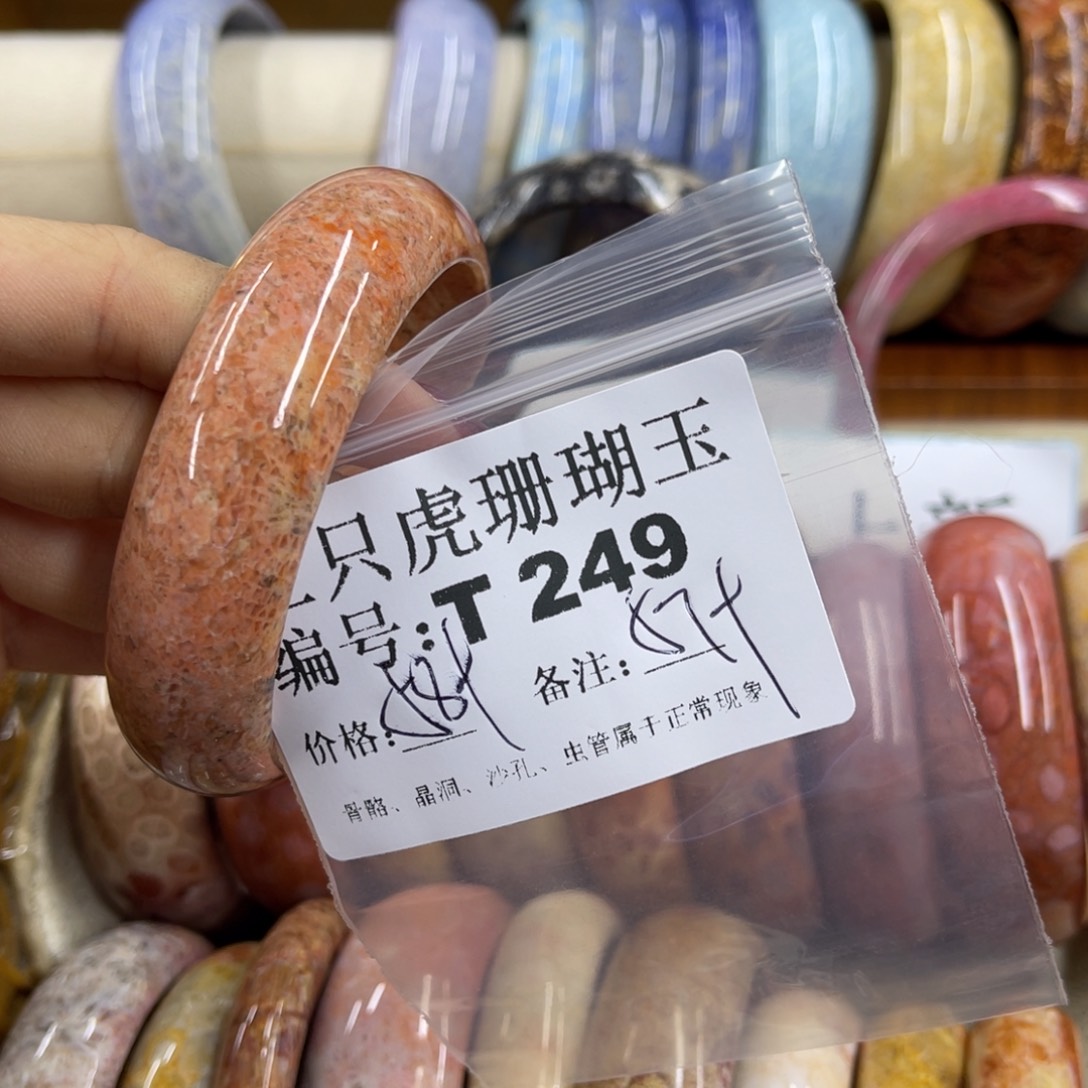 只虎珊瑚玉
编号:T 249
价格: 备注:
骨骼、晶洞、沙孔、虫管属于正常现象